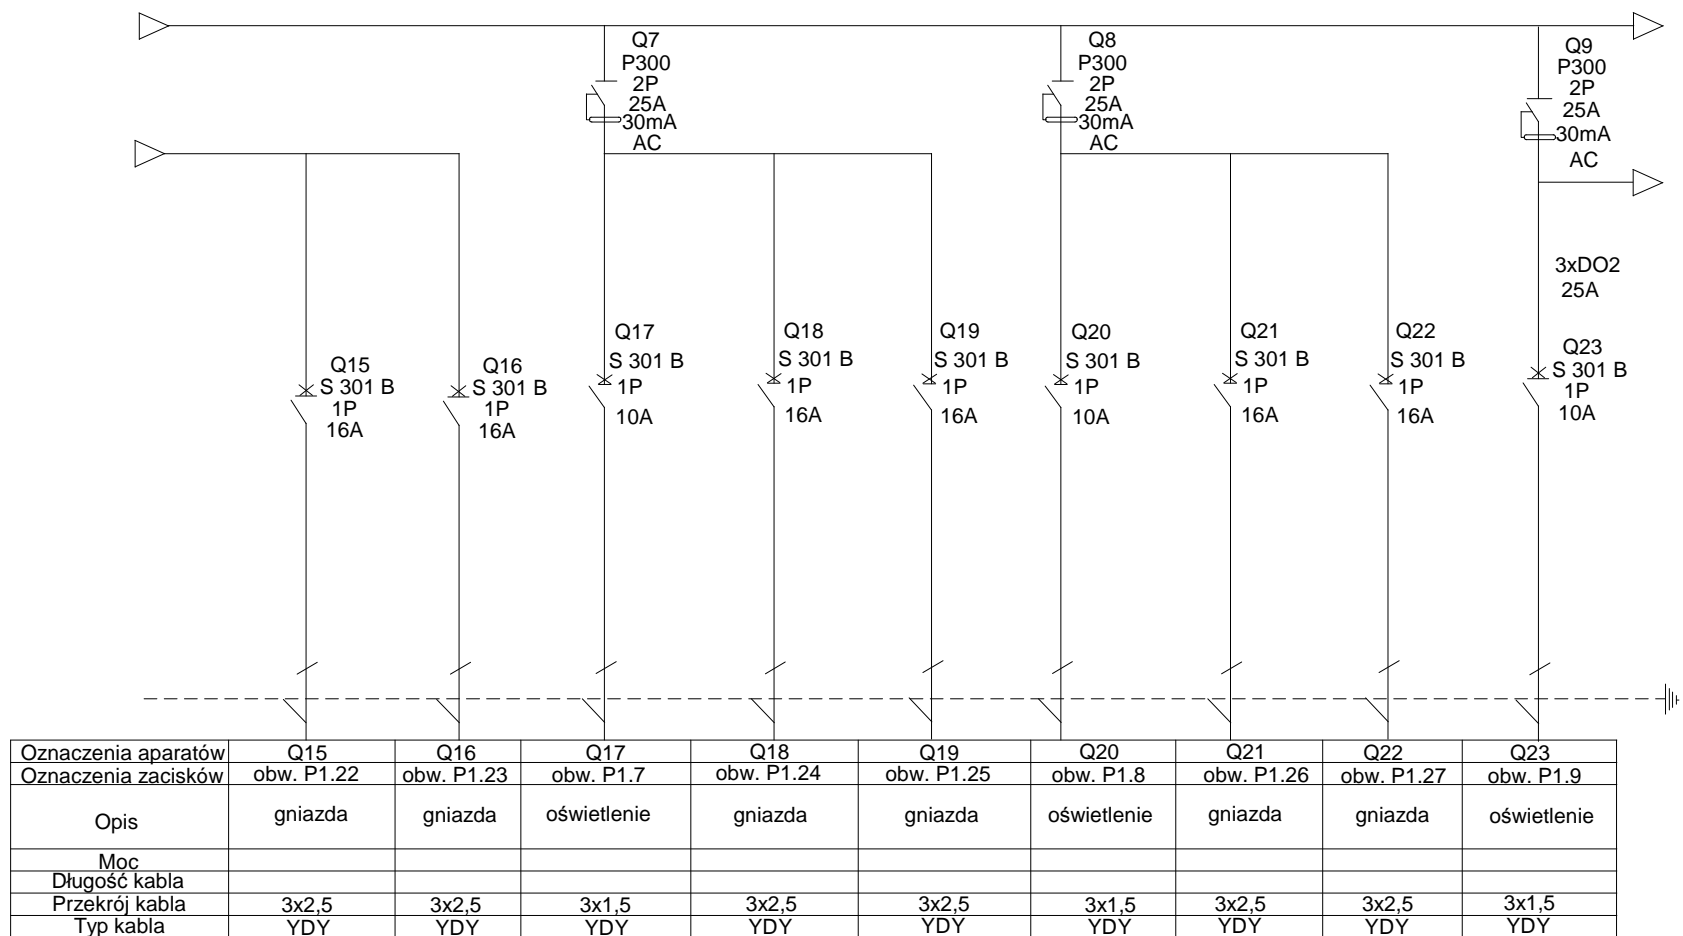 Q7
P300
2P
25A
30mA
AC
Q8
P300
2P
25A
30mA
AC
Q9
P300
2P
25A
30mA
AC
3xDO2
25A
Q15
S 301 B
1P
16A
Q16
S 301 B
1P
16A
Q17
S 301 B
1P
10A
Q18
S 301 B
1P
16A
Q19
S 301 B
1P
16A
Q20
S 301 B
1P
10A
Q21
S 301 B
1P
16A
Q22
S 301 B
1P
16A
Q23
S 301 B
1P
10A
Oznaczenia aparatów Q15 Q16 Q17 Q18 Q19 Q20 Q21 Q22 Q23
Oznaczenia zacisków obw. P1.22 obw. P1.23 obw. P1.7 obw. P1.24 obw. P1.25 obw. P1.8 obw. P1.26 obw. P1.27 obw. P1.9
Opis gniazda gniazda oświetlenie gniazda gniazda oświetlenie gniazda gniazda oświetlenie
Moc
Długość kabla
Przekrój kabla 3x2,5 3x2,5 3x1,5 3x2,5 3x2,5 3x1,5 3x2,5 3x2,5 3x1,5
Typ kabla YDY YDY YDY YDY YDY YDY YDY YDY YDY